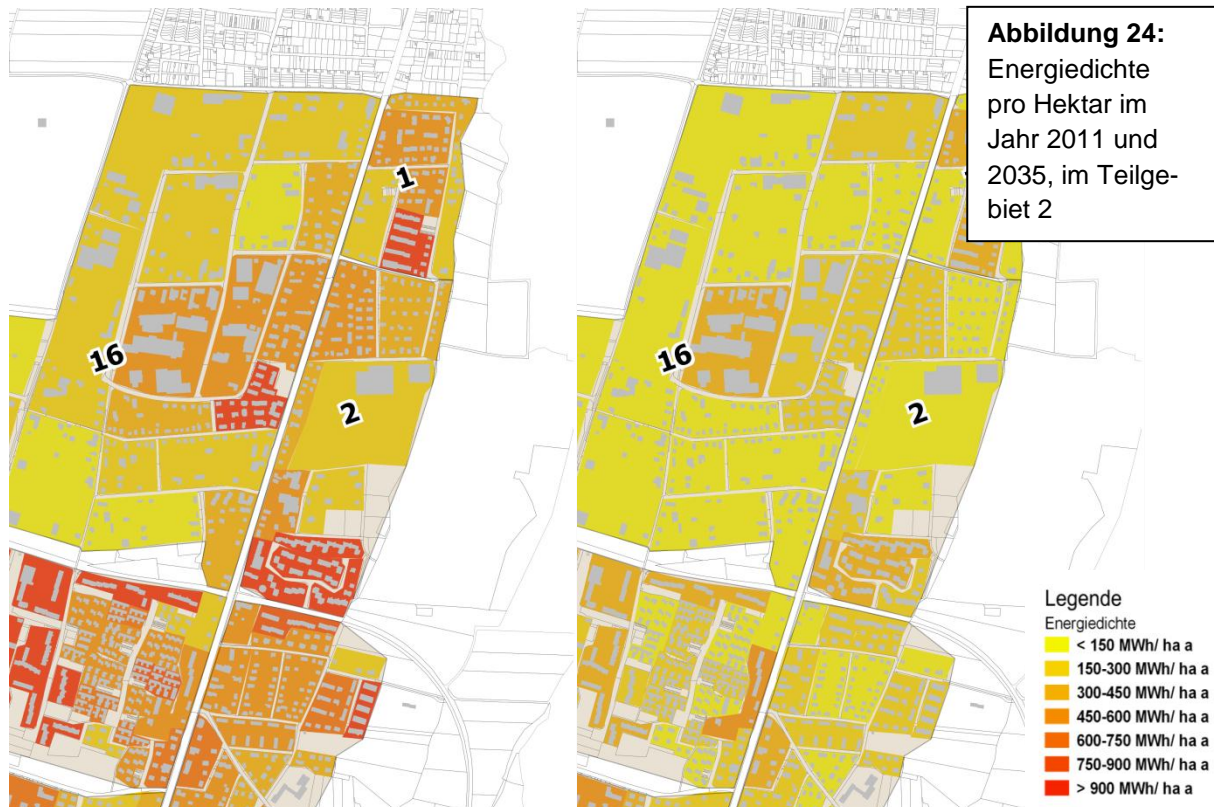 Abbildung 24:
Energiedichte
pro Hektar im
Jahr 2011 und
2035, im Teilge-
biet 2
1
16
2
16
2
Legende
Energiedichte
< 150 MWh/ ha a
150-300 MWh/ ha a
300-450 MWh/ ha a
450-600 MWh/ ha a
600-750 MWh/ ha a
750-900 MWh/ ha a
> 900 MWh/ ha a